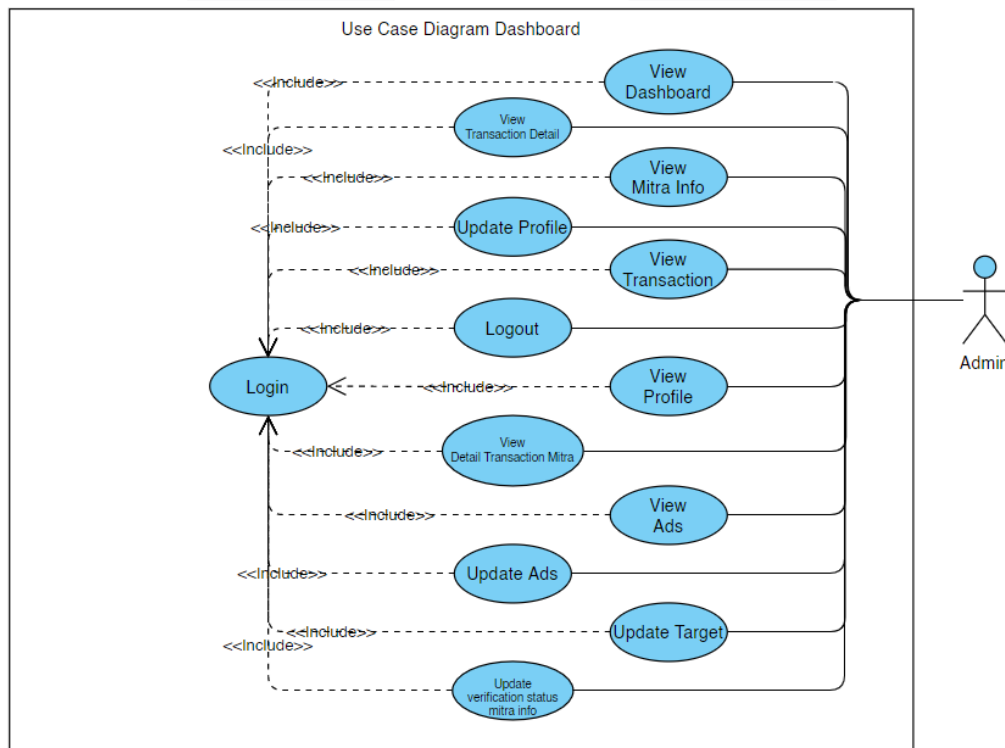 Use Case Diagram Dashboard
<<Include>>
View
Dashboard
View
Transaction Detail
<<Include>>
<<Include>>
View
Mitra Info
<<Include>>
Update Profile
<<Include>>
View
Transaction
<<Include>>
Logout
Admin
Login
<<Include>>
View
Profile
<<Include>>
View
Detail Transaction Mitra
<<Include>>
View
Ads
<<Include>>
Update Ads
<<Include>>
Update Target
<<Include>>
Update
verification status
mitra info